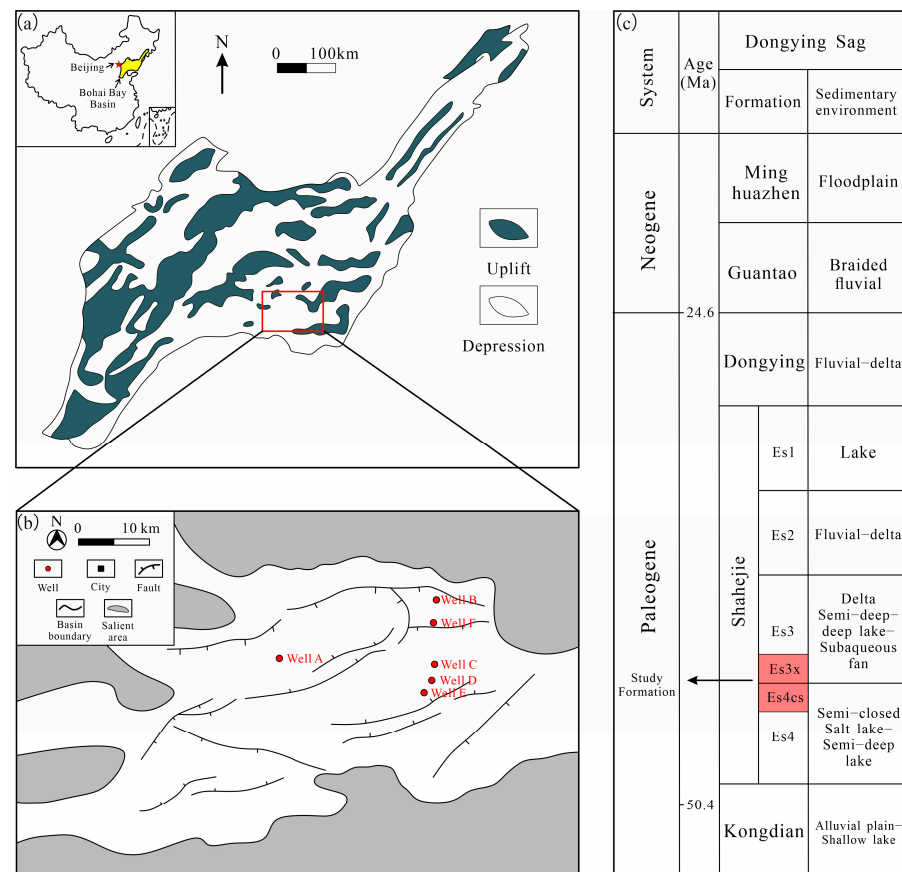 (a)
Beijing
Bohai Bay
Basin
N
0 100km
Uplift
Depression
(b)
N
0 10 km
Well
City
Fault
Basin
boundary
Salient
area
Well B
Well F
Well A
Well C
Well D
Well E
(c)
System
Age
(Ma)
Dongying Sag
Formation
Sedimentary
environment
Neogene
Ming
huazhen
Floodplain
Guantao
Braided
fluvial
24.6
Paleogene
Dongying
Fluvial-delta
Shahejie
Es1
Lake
Es2
Fluvial-delta
Es3
Delta
Semi-deep-
deep lake-
Subaqueous
fan
Es3x
Study
Formation
Es4cs
Es4
Semi-closed
Salt lake-
Semi-deep
lake
50.4
Kongdian
Alluvial plain-
Shallow lake